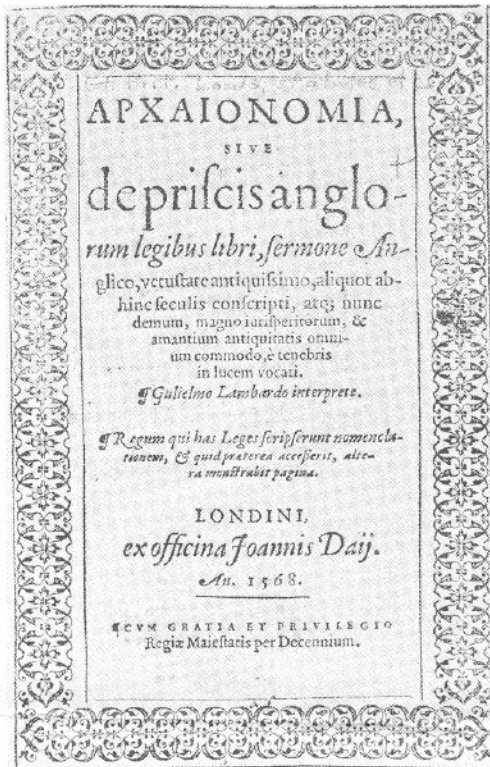 ΑΡΧΑΙΟΝΟΜΙΑ,
SIVE
de priſcis anglo-
rum legibus libri, ſermone An-
glico, vetuſtate antiquiſsimo, aliquot ab-
hinc ſeculis conſcripti, atq; nunc
demum, magno iuriſperitorum, &
amantium antiquitatis omni-
um commodo, è tenebris
in lucem vocati.
¶ Gulielmo Lambardo interprete.
¶ Regum qui has Leges ſcripſerunt nomencla-
tionem, & quid præterea acceſſerit, alte-
ra monſtrabit pagina.
LONDINI,
ex officina Joannis Daij.
An. 1568.
¶ CVM GRATIA ET PRIVILEGIO
Regiæ Maieſtatis per Decennium.